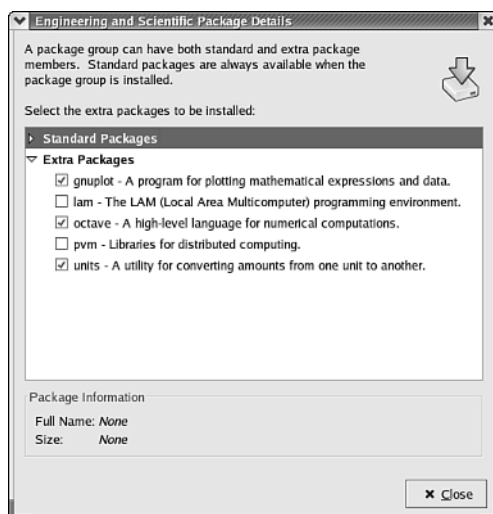 Engineering and Scientific Package Details
A package group can have both standard and extra package
members. Standard packages are always available when the
package group is installed.
Select the extra packages to be installed:
Standard Packages
Extra Packages
gnuplot - A program for plotting mathematical expressions and data.
lam - The LAM (Local Area Multicomputer) programming environment.
octave - A high-level language for numerical computations.
pvm - Libraries for distributed computing.
units - A utility for converting amounts from one unit to another.
Package Information
Full Name: None
Size: None
Close